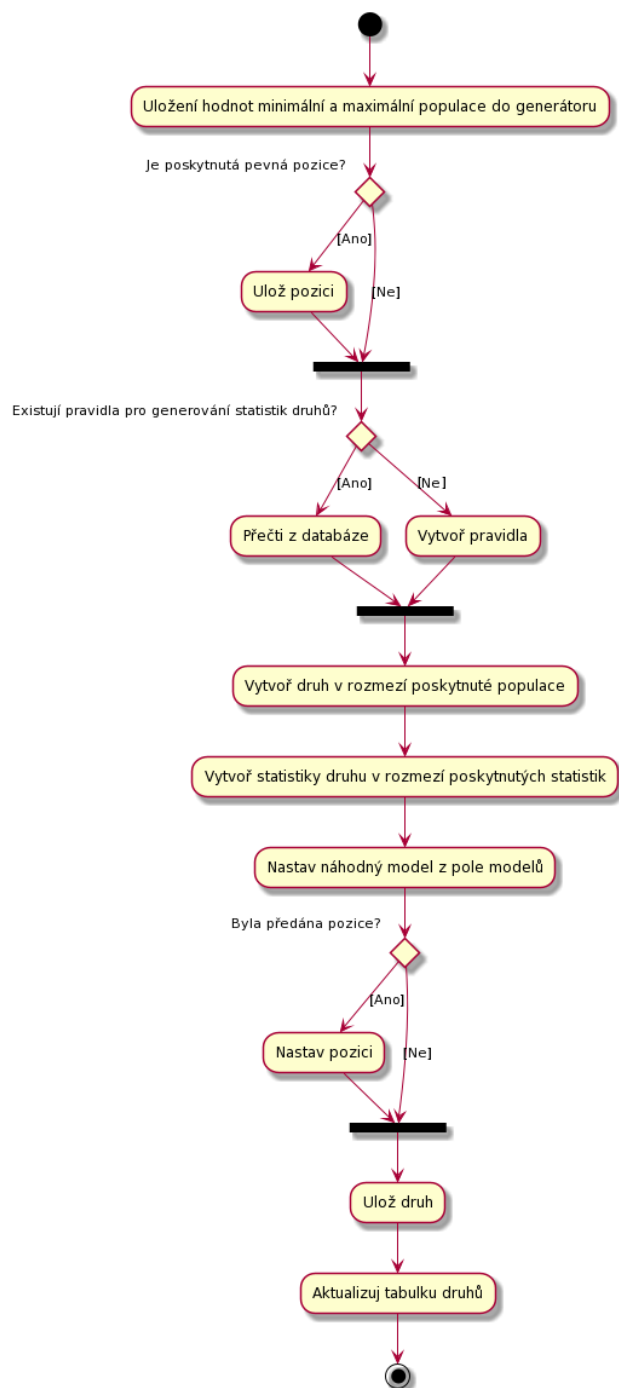 Uložení hodnot minimální a maximální populace do generátoru
Je poskytnutá pevná pozice?
[Ano]
Ulož pozici
[Ne]
Existují pravidla pro generování statistik druhů?
[Ano]
[Ne]
Přečti z databáze
Vytvoř pravidla
Vytvoř druh v rozmezí poskytnuté populace
Vytvoř statistiky druhu v rozmezí poskytnutých statistik
Nastav náhodný model z pole modelů
Byla předána pozice?
[Ano]
Nastav pozici
[Ne]
Ulož druh
Aktualizuj tabulku druhů